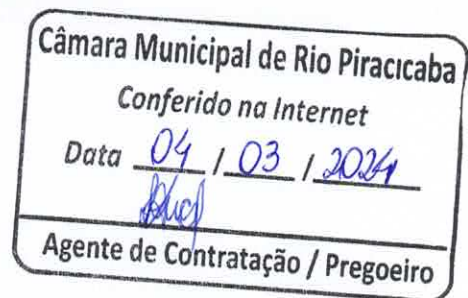 Câmara Municipal de Rio Piracicaba
Conferido na Internet
Data 04 / 03 / 2024
Agente de Contratação / Pregoeiro